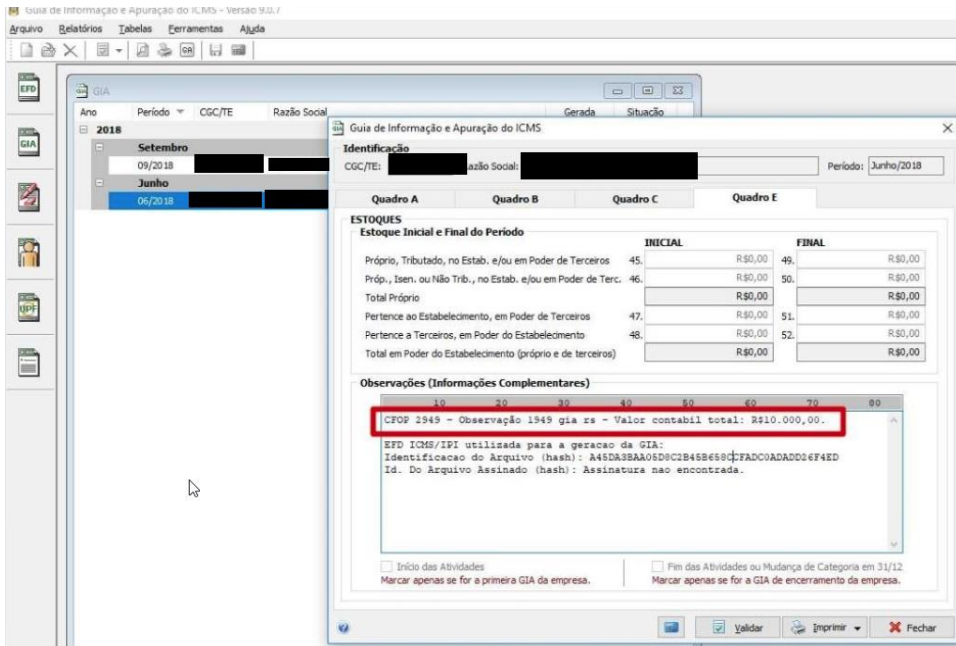 Guia de Informação e Apuração do ICMS - Versão 9.0.7
Arquivo Relatórios Tabelas Ferramentas Ajuda
GIA
Ano Período CGC/TE Razão Social Gerada Situação
2018
Setembro
09/2018
Junho
06/2018
EFD
GIA
UPF
Guia de Informação e Apuração do ICMS
Identificação
CGC/TE: Razão Social: Período: Junho/2018
Quadro A Quadro B Quadro C Quadro E
ESTOQUES
Estoque Inicial e Final do Período
INICIAL FINAL
Próprio, Tributado, no Estab. e/ou em Poder de Terceiros 45. R$0,00 49. R$0,00
Próp., Isen. ou Não Trib., no Estab. e/ou em Poder de Terc. 46. R$0,00 50. R$0,00
Total Próprio R$0,00 R$0,00
Pertence ao Estabelecimento, em Poder de Terceiros 47. R$0,00 51. R$0,00
Pertence a Terceiros, em Poder do Estabelecimento 48. R$0,00 52. R$0,00
Total em Poder do Estabelecimento (próprio e de terceiros) R$0,00 R$0,00
Observações (Informações Complementares)
10 20 30 40 50 60 70 80
CFOP 2949 - Observação 1949 gia rs - Valor contabil total: R$10.000,00.
EFD ICMS/IPI utilizada para a geracao da GIA:
Identificacao do Arquivo (hash): A45DA3BAA05D8C2B45B658CCFADC0ADADD26F4ED
Id. Do Arquivo Assinado (hash): Assinatura nao encontrada.
Início das Atividades Fim das Atividades ou Mudança de Categoria em 31/12
Marcar apenas se for a primeira GIA da empresa. Marcar apenas se for a GIA de encerramento da empresa.
Validar Imprimir Fechar